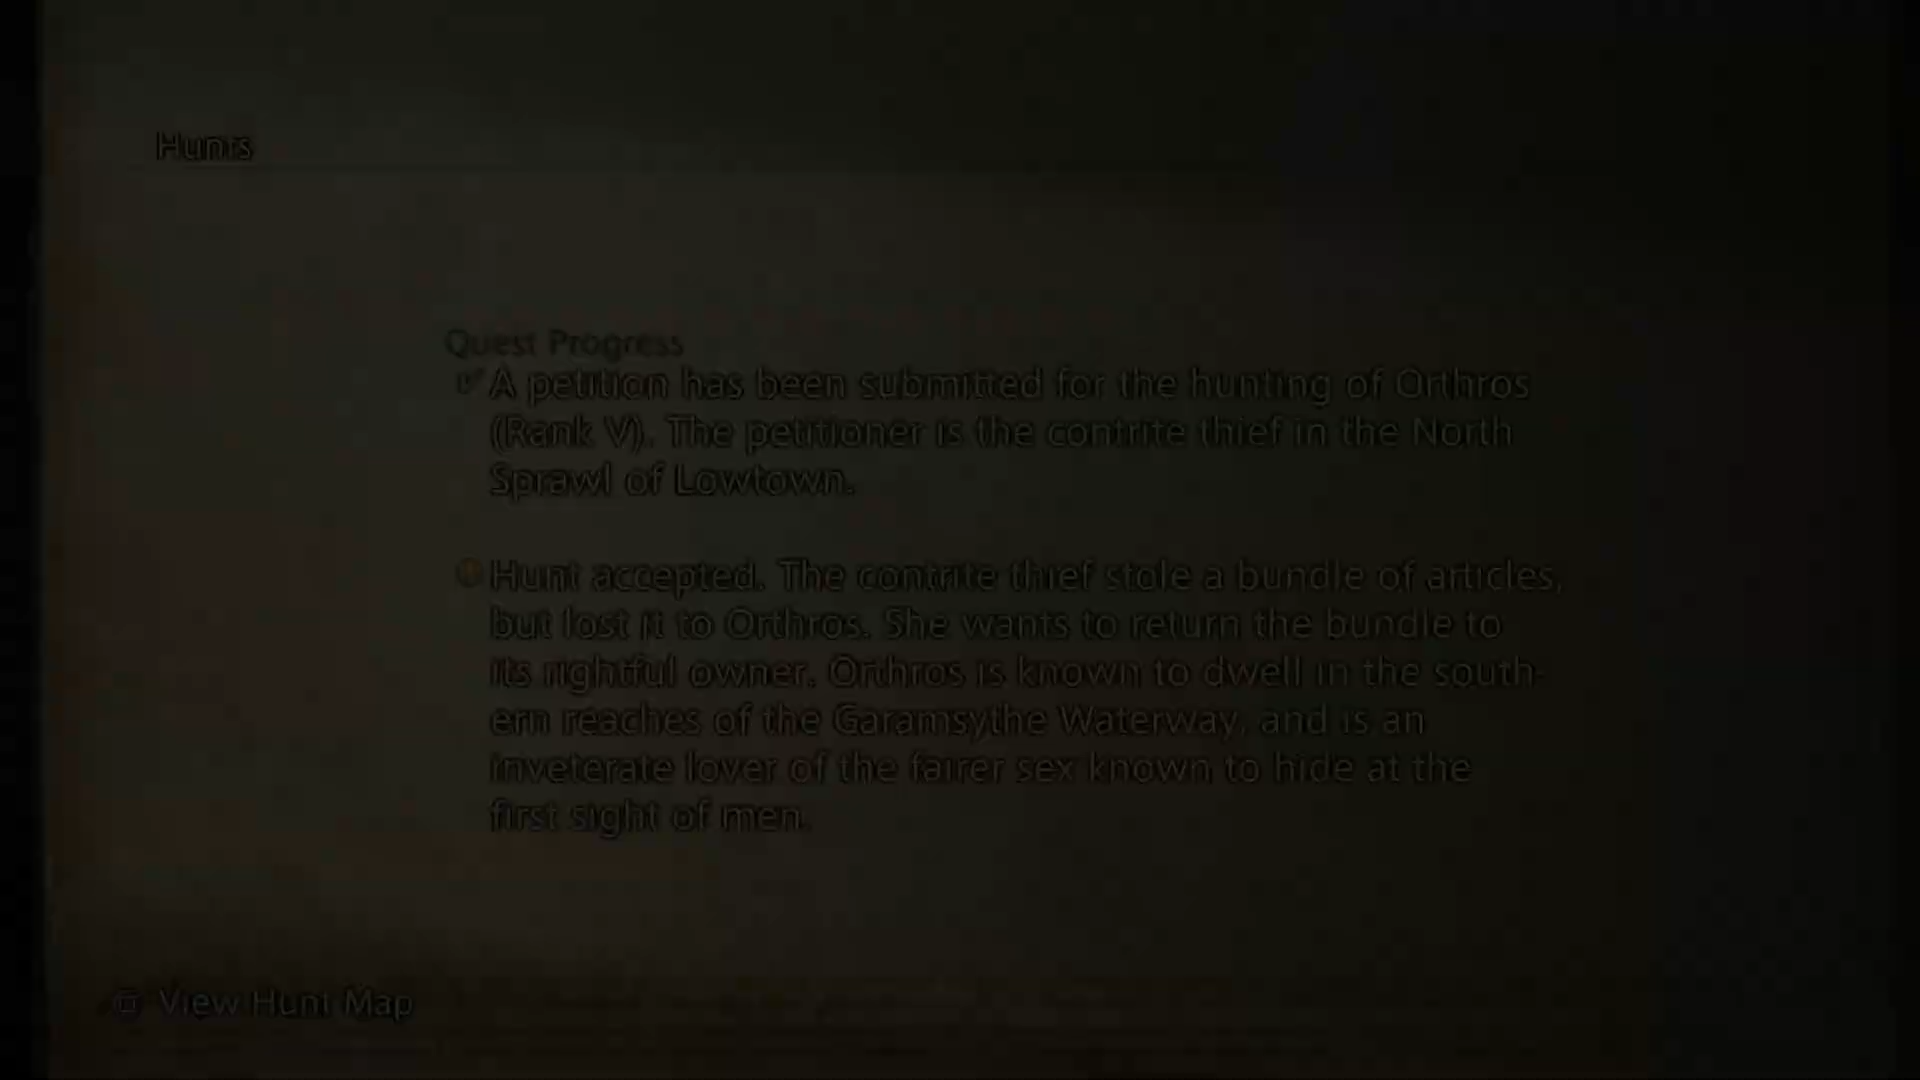 Hunts
Quest Progress
✓ A petition has been submitted for the hunting of Orthros
(Rank V). The petitioner is the contrite thief in the North
Sprawl of Lowtown.
Hunt accepted. The contrite thief stole a bundle of articles,
but lost it to Orthros. She wants to return the bundle to
its rightful owner. Orthros is known to dwell in the south-
ern reaches of the Garamsythe Waterway, and is an
inveterate lover of the fairer sex known to hide at the
first sight of men.
View Hunt Map